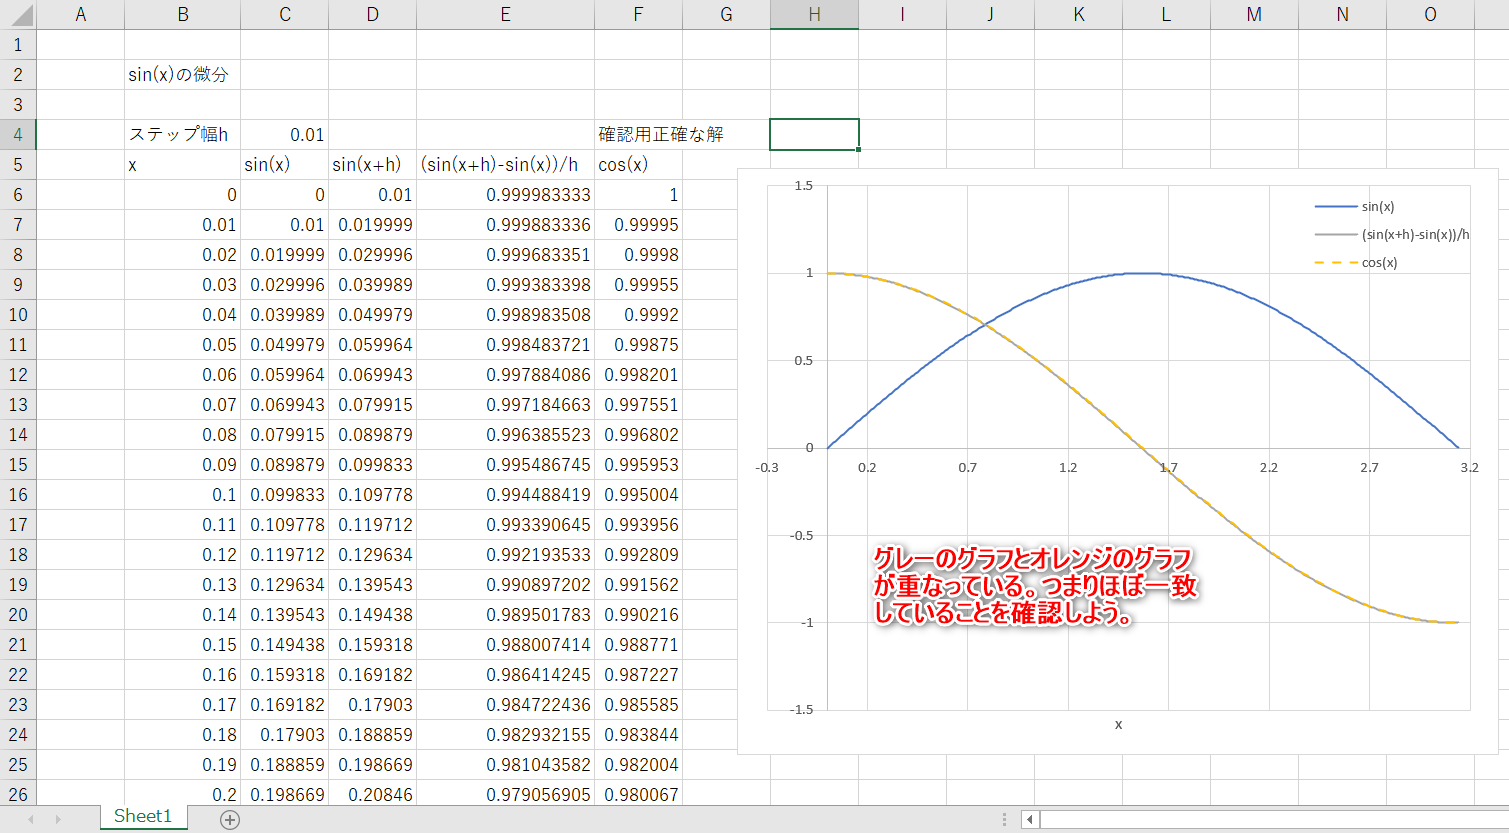 A B C D E F G H I J K L M N O
1
2 sin(x)の微分
3
4 ステップ幅h 0.01 確認用正確な解
5 x sin(x) sin(x+h) (sin(x+h)-sin(x))/h cos(x)
6 0 0 0.01 0.999983333 1
7 0.01 0.01 0.019999 0.999883336 0.99995
8 0.02 0.019999 0.029996 0.999683351 0.9998
9 0.03 0.029996 0.039989 0.999383398 0.99955
10 0.04 0.039989 0.049979 0.998983508 0.9992
11 0.05 0.049979 0.059964 0.998483721 0.99875
12 0.06 0.059964 0.069943 0.997884086 0.998201
13 0.07 0.069943 0.079915 0.997184663 0.997551
14 0.08 0.079915 0.089879 0.996385523 0.996802
15 0.09 0.089879 0.099833 0.995486745 0.995953
16 0.1 0.099833 0.109778 0.994488419 0.995004
17 0.11 0.109778 0.119712 0.993390645 0.993956
18 0.12 0.119712 0.129634 0.992193533 0.992809
19 0.13 0.129634 0.139543 0.990897202 0.991562
20 0.14 0.139543 0.149438 0.989501783 0.990216
21 0.15 0.149438 0.159318 0.988007414 0.988771
22 0.16 0.159318 0.169182 0.986414245 0.987227
23 0.17 0.169182 0.17903 0.984722436 0.985585
24 0.18 0.17903 0.188859 0.982932155 0.983844
25 0.19 0.188859 0.198669 0.981043582 0.982004
26 0.2 0.198669 0.20846 0.979056905 0.980067
1.5
1
0.5
0
-0.5
-1
-1.5
-0.3 0.2 0.7 1.2 1.7 2.2 2.7 3.2
x
sin(x)
(sin(x+h)-sin(x))/h
cos(x)
グレーのグラフとオレンジのグラフ
が重なっている。つまりほぼ一致
していることを確認しよう。
Sheet1